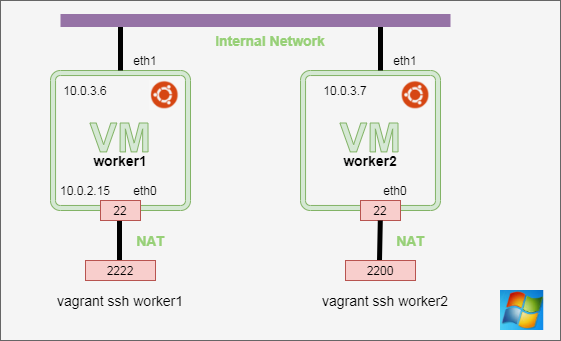 Internal Network
eth1
eth1
10.0.3.6
10.0.3.7
VM
VM
worker1
worker2
10.0.2.15
eth0
eth0
22
22
NAT
NAT
2222
2200
vagrant ssh worker1
vagrant ssh worker2